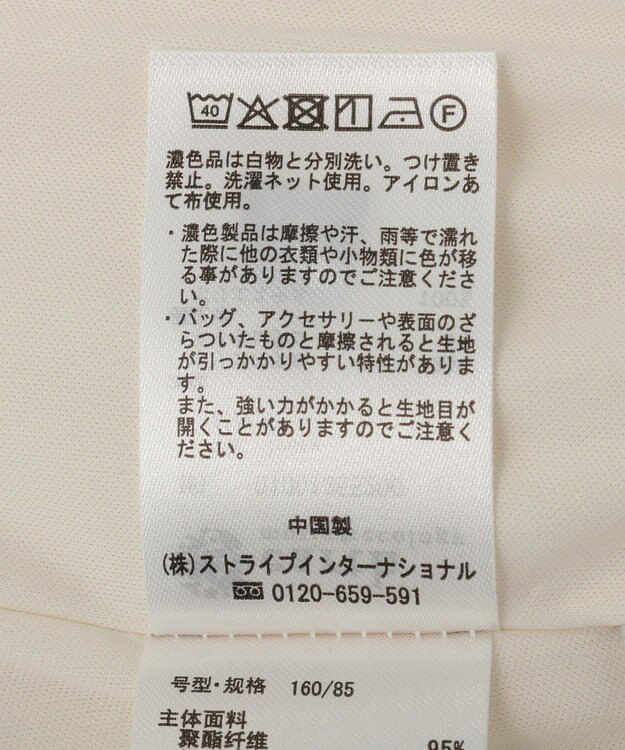 40
F
濃色品は白物と分別洗い。つけ置き
禁止。洗濯ネット使用。アイロンあ
て布使用。
・濃色製品は摩擦や汗、雨等で濡れ
た際に他の衣類や小物類に色が移
る事がありますのでご注意くださ
い。
・バッグ、アクセサリーや表面のざ
らついたものと摩擦されると生地
が引っかかりやすい特性がありま
す。
また、強い力がかかると生地目が
開くことがありますのでご注意く
ださい。
中国製
(株)ストライプインターナショナル
0120-659-591
号型·规格 160/85
主体面料
聚酯纤维 95%